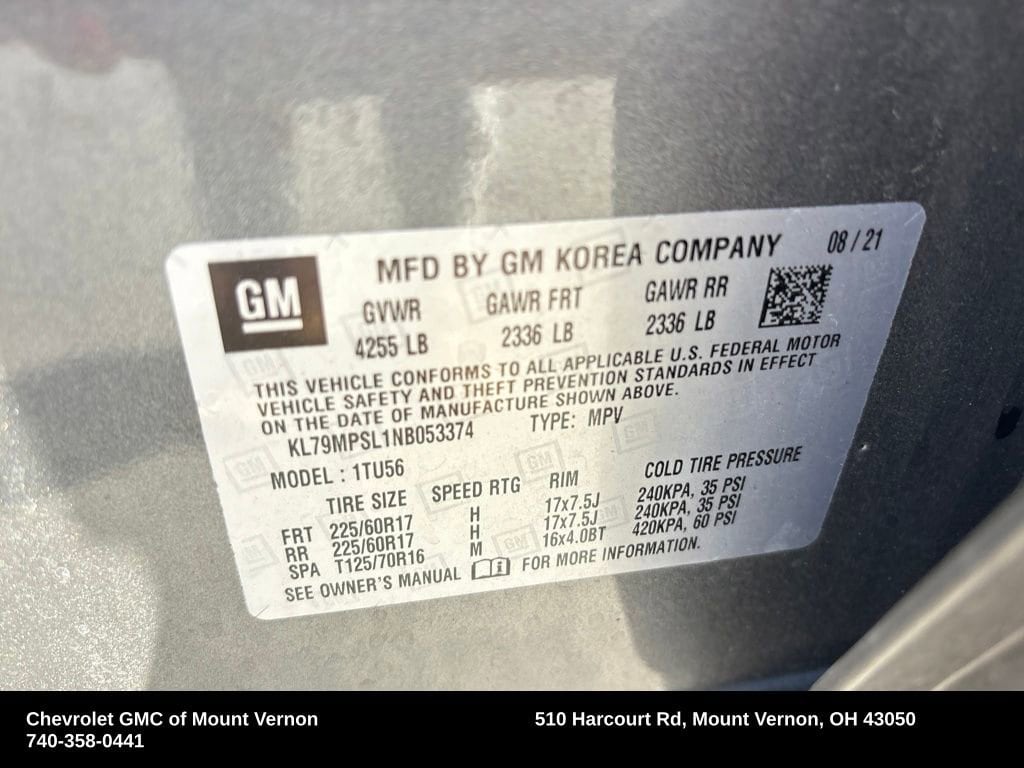 GM
MFD BY GM KOREA COMPANY 08 / 21
GVWR GAWR FRT GAWR RR
4255 LB 2336 LB 2336 LB
THIS VEHICLE CONFORMS TO ALL APPLICABLE U.S. FEDERAL MOTOR
VEHICLE SAFETY AND THEFT PREVENTION STANDARDS IN EFFECT
ON THE DATE OF MANUFACTURE SHOWN ABOVE.
KL79MPSL1NB053374 TYPE: MPV
MODEL : 1TU56
TIRE SIZE SPEED RTG RIM COLD TIRE PRESSURE
FRT 225/60R17 H 17x7.5J 240KPA, 35 PSI
RR 225/60R17 H 17x7.5J 240KPA, 35 PSI
SPA T125/70R16 M 16x4.0BT 420KPA, 60 PSI
SEE OWNER'S MANUAL FOR MORE INFORMATION.
Chevrolet GMC of Mount Vernon 510 Harcourt Rd, Mount Vernon, OH 43050
740-358-0441